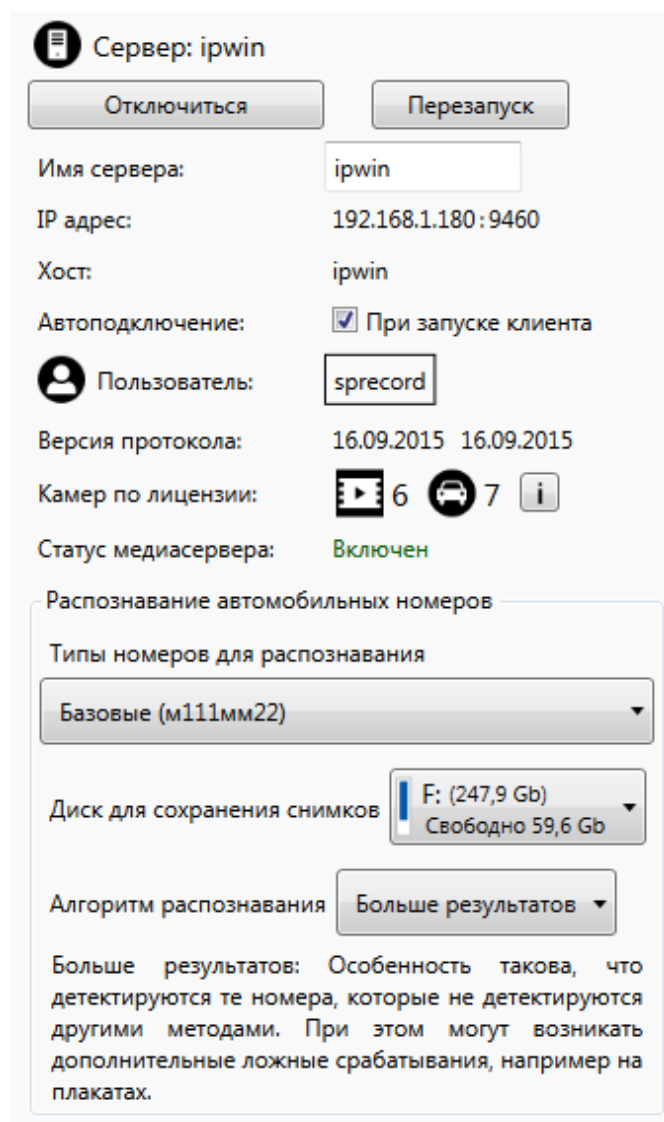 Сервер: ipwin
Отключиться Перезапуск
Имя сервера: ipwin
IP адрес: 192.168.1.180 : 9460
Хост: ipwin
Автоподключение: При запуске клиента
Пользователь: sprecord
Версия протокола: 16.09.2015 16.09.2015
Камер по лицензии: 6 7 i
Статус медиасервера: Включен
Распознавание автомобильных номеров
Типы номеров для распознавания
Базовые (м111мм22)
Диск для сохранения снимков F: (247,9 Gb)
Свободно 59,6 Gb
Алгоритм распознавания Больше результатов
Больше результатов: Особенность такова, что
детектируются те номера, которые не детектируются
другими методами. При этом могут возникать
дополнительные ложные срабатывания, например на
плакатах.